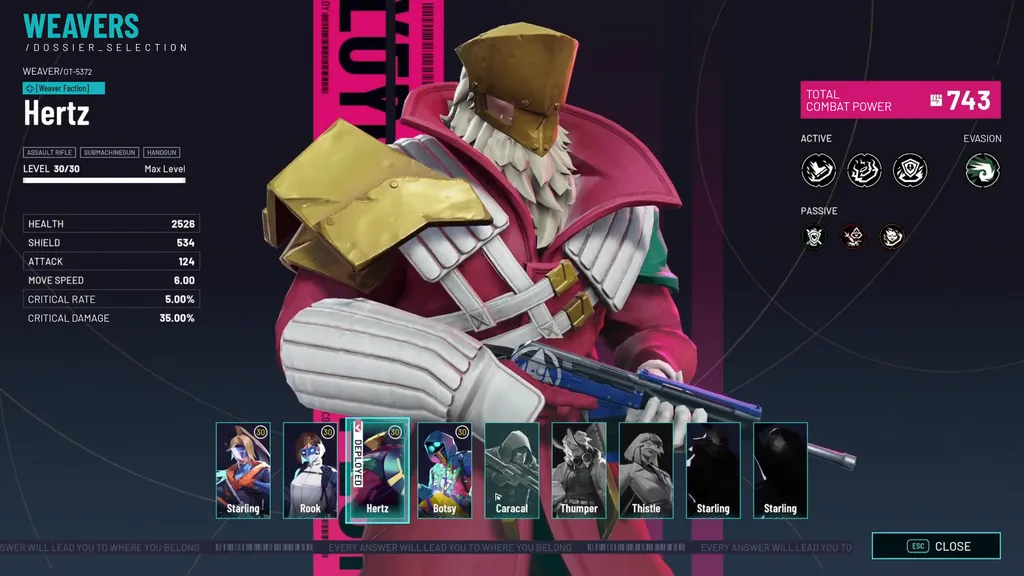 WEAVERS
/DOSSIER_SELECTION
WEAVER/OT-5372
[Weaver Faction]
Hertz
ASSAULT RIFLE SUBMACHINEGUN HANDGUN
LEVEL 30/30 Max Level
HEALTH 2526
SHIELD 534
ATTACK 124
MOVE SPEED 6.00
CRITICAL RATE 5.00%
CRITICAL DAMAGE 35.00%
TOTAL
COMBAT POWER 743
ACTIVE EVASION
PASSIVE
30 30 30 30
DEPLOYED
Starling Rook Hertz Botsy Caracal Thumper Thistle Starling Starling
SWER WILL LEAD YOU TO WHERE YOU BELONG EVERY ANSWER WILL LEAD YOU TO WHERE YOU BELONG EVERY ANSWER WILL LEAD YOU TO
ESC CLOSE